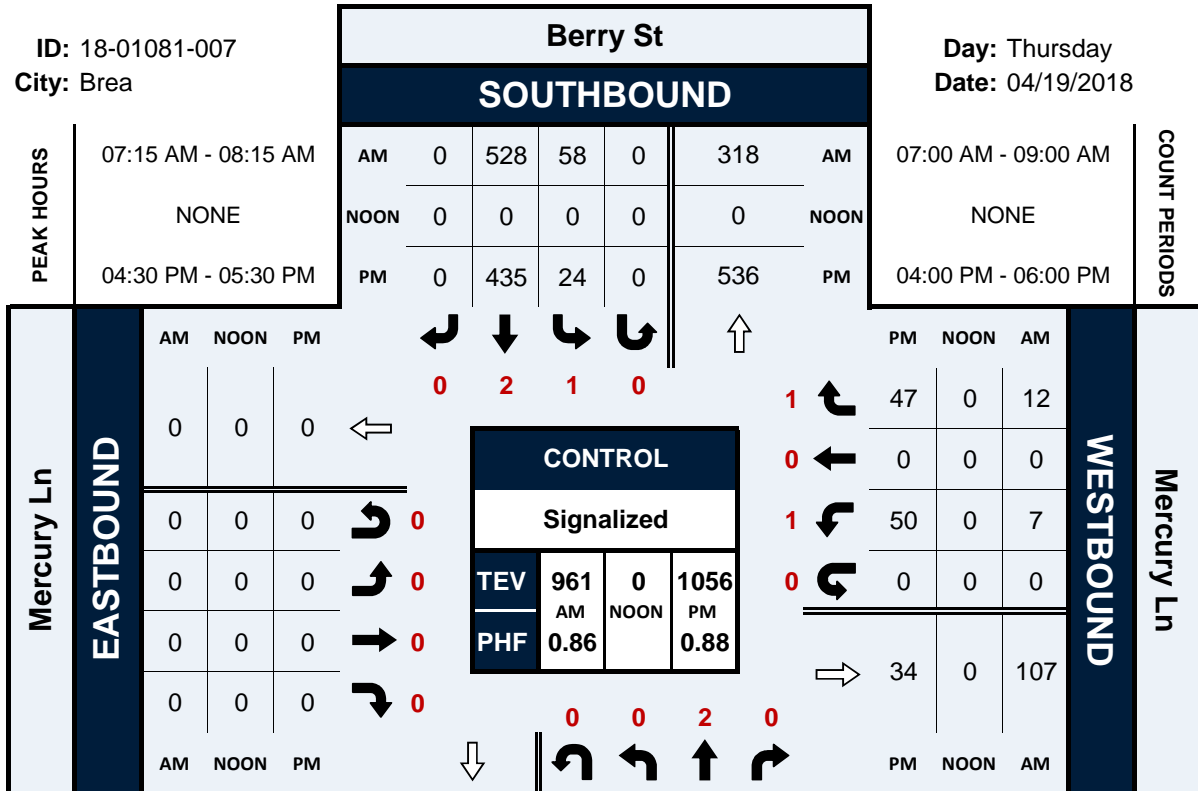 Berry St
ID: 18-01081-007
Day: Thursday
City: Brea
Date: 04/19/2018
SOUTHBOUND
PEAK HOURS
07:15 AM - 08:15 AM
NONE
04:30 PM - 05:30 PM
AM 0 528 58 0 318 AM
NOON 0 0 0 0 0 NOON
PM 0 435 24 0 536 PM
07:00 AM - 09:00 AM
NONE
04:00 PM - 06:00 PM
COUNT PERIODS
0 2 1 0
Mercury Ln
EASTBOUND
AM NOON PM
0 0 0
0 0 0 0
0 0 0 0
0 0 0 0
0 0 0 0
AM NOON PM
CONTROL
Signalized
TEV 961 0 1056
AM NOON PM
PHF 0.86 0.88
PM NOON AM
1 47 0 12
0 0 0 0
1 50 0 7
0 0 0 0
34 0 107
PM NOON AM
WESTBOUND
Mercury Ln
0 0 2 0